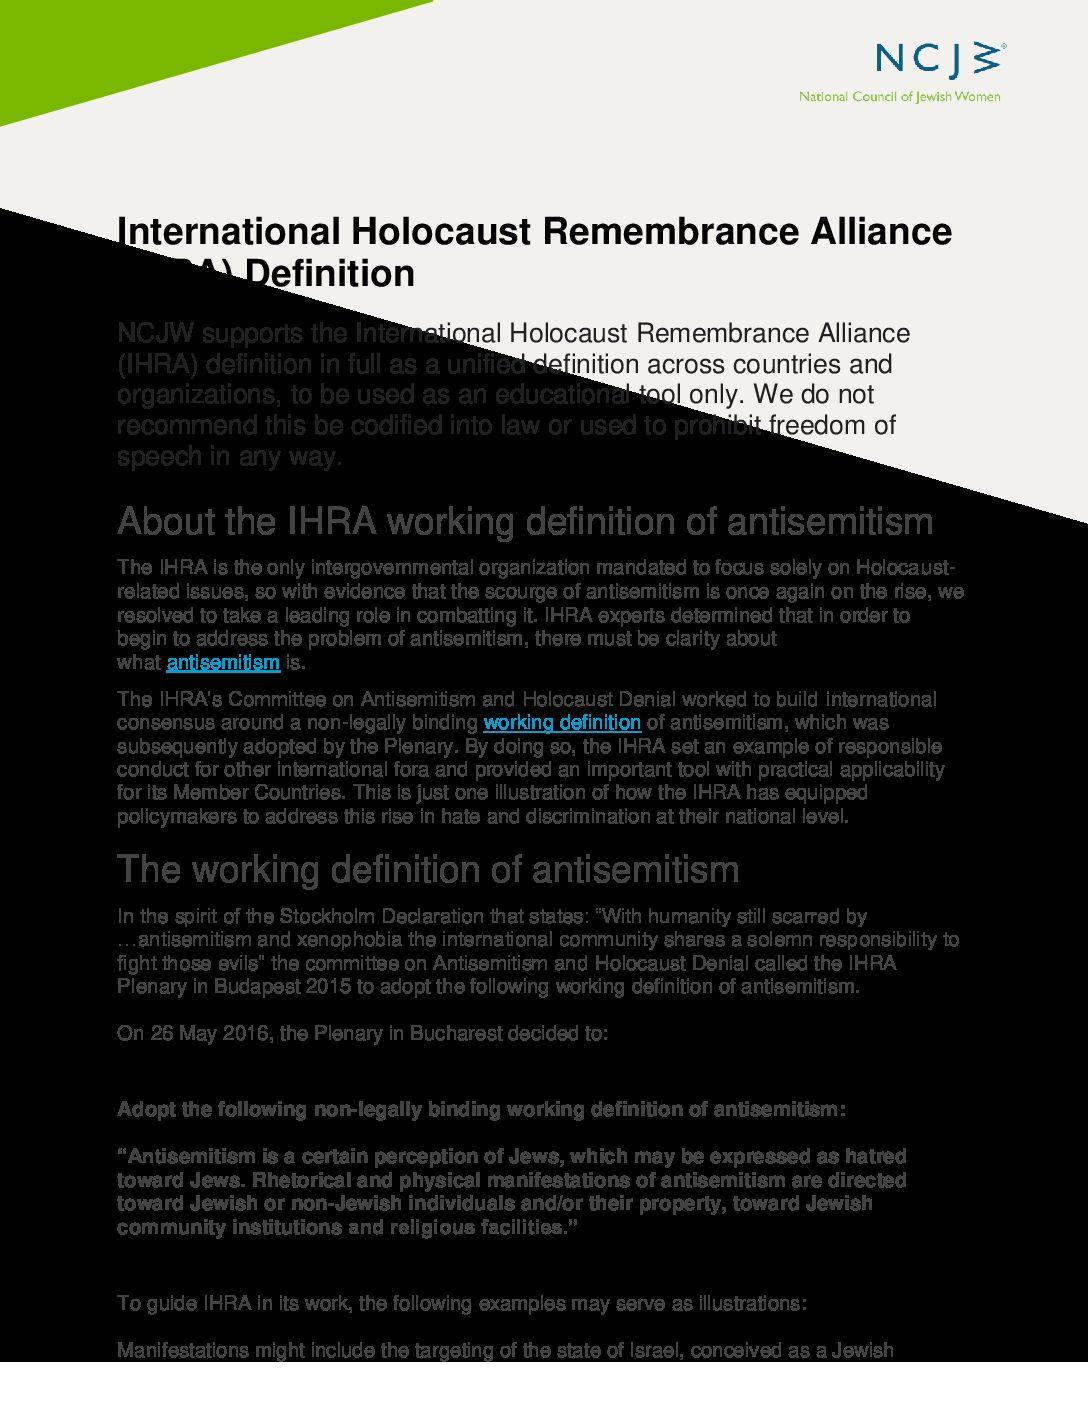 NCJW®
National Council of Jewish Women
International Holocaust Remembrance Alliance
(IHRA) Definition
NCJW supports the International Holocaust Remembrance Alliance
(IHRA) definition in full as a unified definition across countries and
organizations, to be used as an educational tool only. We do not
recommend this be codified into law or used to prohibit freedom of
speech in any way.
About the IHRA working definition of antisemitism
The IHRA is the only intergovernmental organization mandated to focus solely on Holocaust-
related issues, so with evidence that the scourge of antisemitism is once again on the rise, we
resolved to take a leading role in combatting it. IHRA experts determined that in order to
begin to address the problem of antisemitism, there must be clarity about
what antisemitism is.
The IHRA's Committee on Antisemitism and Holocaust Denial worked to build international
consensus around a non-legally binding working definition of antisemitism, which was
subsequently adopted by the Plenary. By doing so, the IHRA set an example of responsible
conduct for other international fora and provided an important tool with practical applicability
for its Member Countries. This is just one illustration of how the IHRA has equipped
policymakers to address this rise in hate and discrimination at their national level.
The working definition of antisemitism
In the spirit of the Stockholm Declaration that states: "With humanity still scarred by
…antisemitism and xenophobia the international community shares a solemn responsibility to
fight those evils" the committee on Antisemitism and Holocaust Denial called the IHRA
Plenary in Budapest 2015 to adopt the following working definition of antisemitism.
On 26 May 2016, the Plenary in Bucharest decided to:
Adopt the following non-legally binding working definition of antisemitism:
“Antisemitism is a certain perception of Jews, which may be expressed as hatred
toward Jews. Rhetorical and physical manifestations of antisemitism are directed
toward Jewish or non-Jewish individuals and/or their property, toward Jewish
community institutions and religious facilities.”
To guide IHRA in its work, the following examples may serve as illustrations:
Manifestations might include the targeting of the state of Israel, conceived as a Jewish